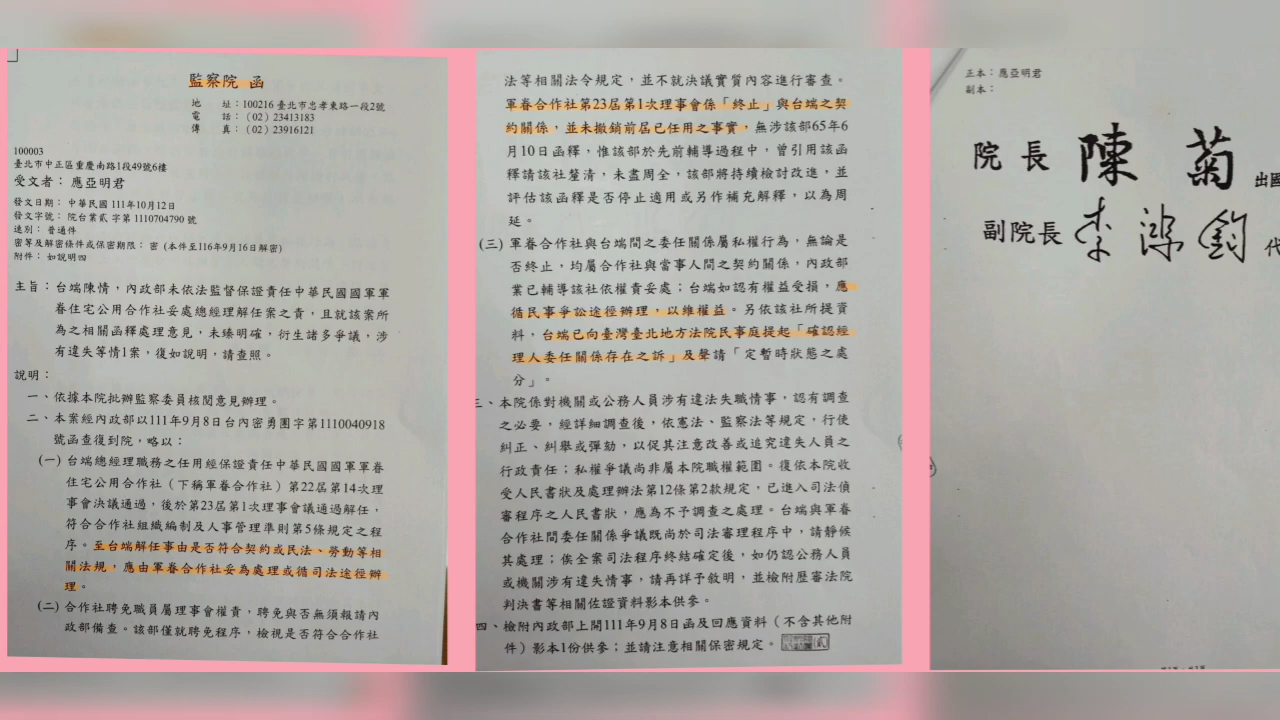 監察院 函
地 址：100216 臺北市忠孝東路一段2號
電 話：（02）23413183
傳 真：（02）23916121
100003
臺北市中正區重慶南路1段49號6樓
受文者：應亞明君
發文日期：中華民國111年10月12日
發文字號：院台業貳字第1110704790號
速別：普通件
密等及解密條件或保密期限：密 (本件至116年9月16日解密)
附件：如說明四
主旨：台端陳情，內政部未依法監督保證責任中華民國國軍軍
眷住宅公用合作社妥處總經理解任案之責，且就該案所
為之相關函釋處理意見，未臻明確，衍生諸多爭議，涉
有違失等情1案，復如說明，請查照。
說明：
一、依據本院批辦監察委員核閱意見辦理。
二、本案經內政部以111年9月8日台內密勇團字第1110040918
號函查復到院，略以：
(一) 台端總經理職務之任用經保證責任中華民國國軍軍眷
住宅公用合作社（下稱軍眷合作社）第22屆第14次理
事會決議通過，後於第23屆第1次理事會議通過解任，
符合合作社組織編制及人事管理準則第5條規定之程
序。至台端解任事由是否符合契約或民法、勞動等相
關法規，應由軍眷合作社妥為處理或循司法途徑辦
理。
(二) 合作社聘免職員屬理事會權責，聘免與否無須報請內
政部備查。該部僅就聘免程序，檢視是否符合合作社
法等相關法令規定，並不就決議實質內容進行審查。
軍眷合作社第23屆第1次理事會係「終止」與台端之契
約關係，並未撤銷前屆已任用之事實，無涉該部65年6
月10日函釋，惟該部於先前輔導過程中，曾引用該函
釋請該社釐清，未盡周全，該部將持續檢討改進，並
評估該函釋是否停止適用或另作補充解釋，以為周
延。
(三) 軍眷合作社與台端間之委任關係屬私權行為，無論是
否終止，均屬合作社與當事人間之契約關係，內政部
業已輔導該社依權責妥處；台端如認有權益受損，應
循民事爭訟途徑辦理，以維權益。另依該社所提資
料，台端已向臺灣臺北地方法院民事庭提起「確認經
理人委任關係存在之訴」及聲請「定暫時狀態之處
分」。
三、本院係對機關或公務人員涉有違法失職情事，認有調查
之必要，經詳細調查後，依憲法、監察法等規定，行使
糾正、糾舉或彈劾，以促其注意改善或追究違失人員之
行政責任；私權爭議尚非屬本院職權範圍。復依本院收
受人民書狀及處理辦法第12條第2款規定，已進入司法偵
審程序之人民書狀，應為不予調查之處理。台端與軍眷
合作社間委任關係爭議既尚於司法審理程序中，請靜候
其處理；俟全案司法程序終結確定後，如仍認公務人員
或機關涉有違失情事，請再詳予敘明，並檢附歷審法院
判決書等相關佐證資料影本供參。
四、檢附內政部上開111年9月8日函及回應資料（不含其他附
件）影本1份供參；並請注意相關保密規定。
正本：應亞明君
副本：
院長 陳菊 出國
副院長 李鴻鈞 代